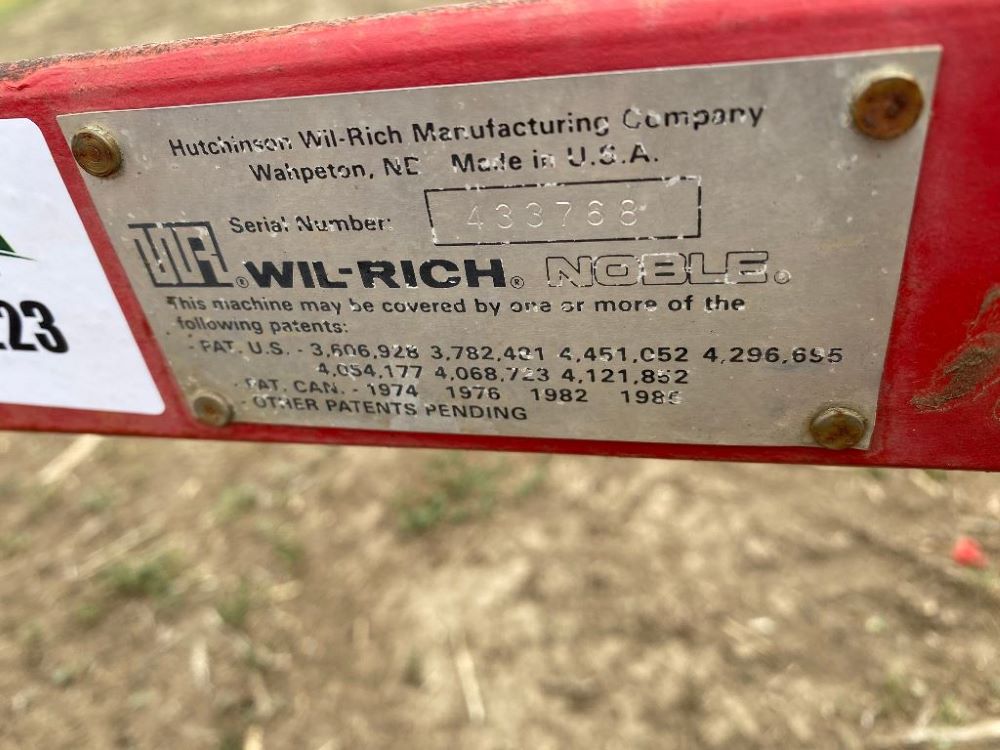 Hutchinson Wil-Rich Manufacturing Company
Wahpeton, ND Made in U.S.A.
Serial Number: 433768
WR® WIL-RICH® NOBLE®
This machine may be covered by one or more of the
following patents:
- PAT. U.S. - 3,606,928 3,782,481 4,451,052 4,296,695
4,054,177 4,068,723 4,121,852
- PAT. CAN. - 1974 1976 1982 1986
- OTHER PATENTS PENDING
23